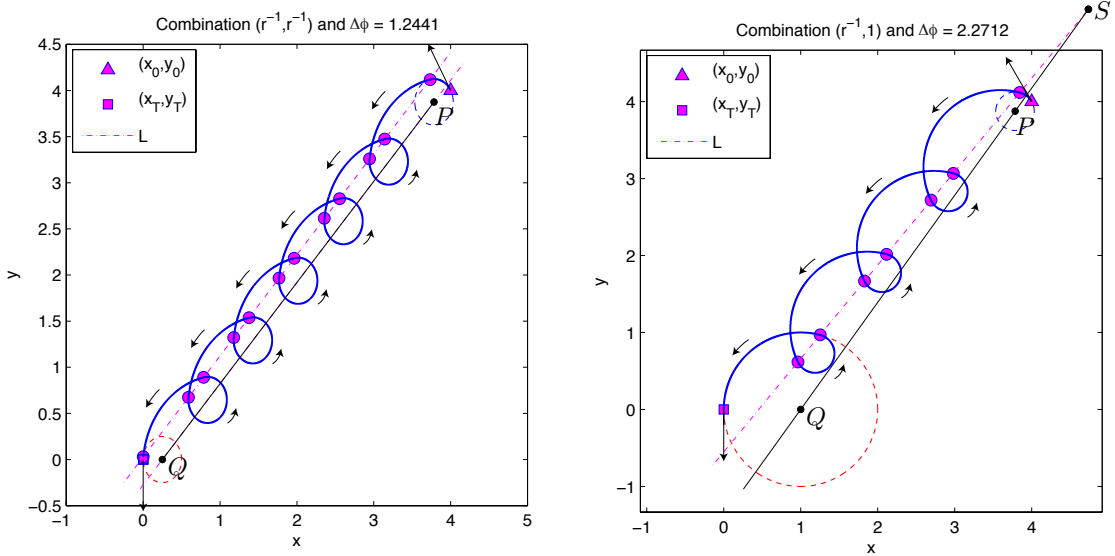 Combination (r⁻¹,r⁻¹) and Δϕ = 1.2441
(x₀,y₀)
(x_T,y_T)
L
P
Q
4.5
4
3.5
3
2.5
2
1.5
1
0.5
0
−0.5
y
−1
0
1
2
3
4
5
x
S
Combination (r⁻¹,1) and Δϕ = 2.2712
(x₀,y₀)
(x_T,y_T)
L
P
Q
4
3
2
1
0
−1
y
−1
0
1
2
3
4
x